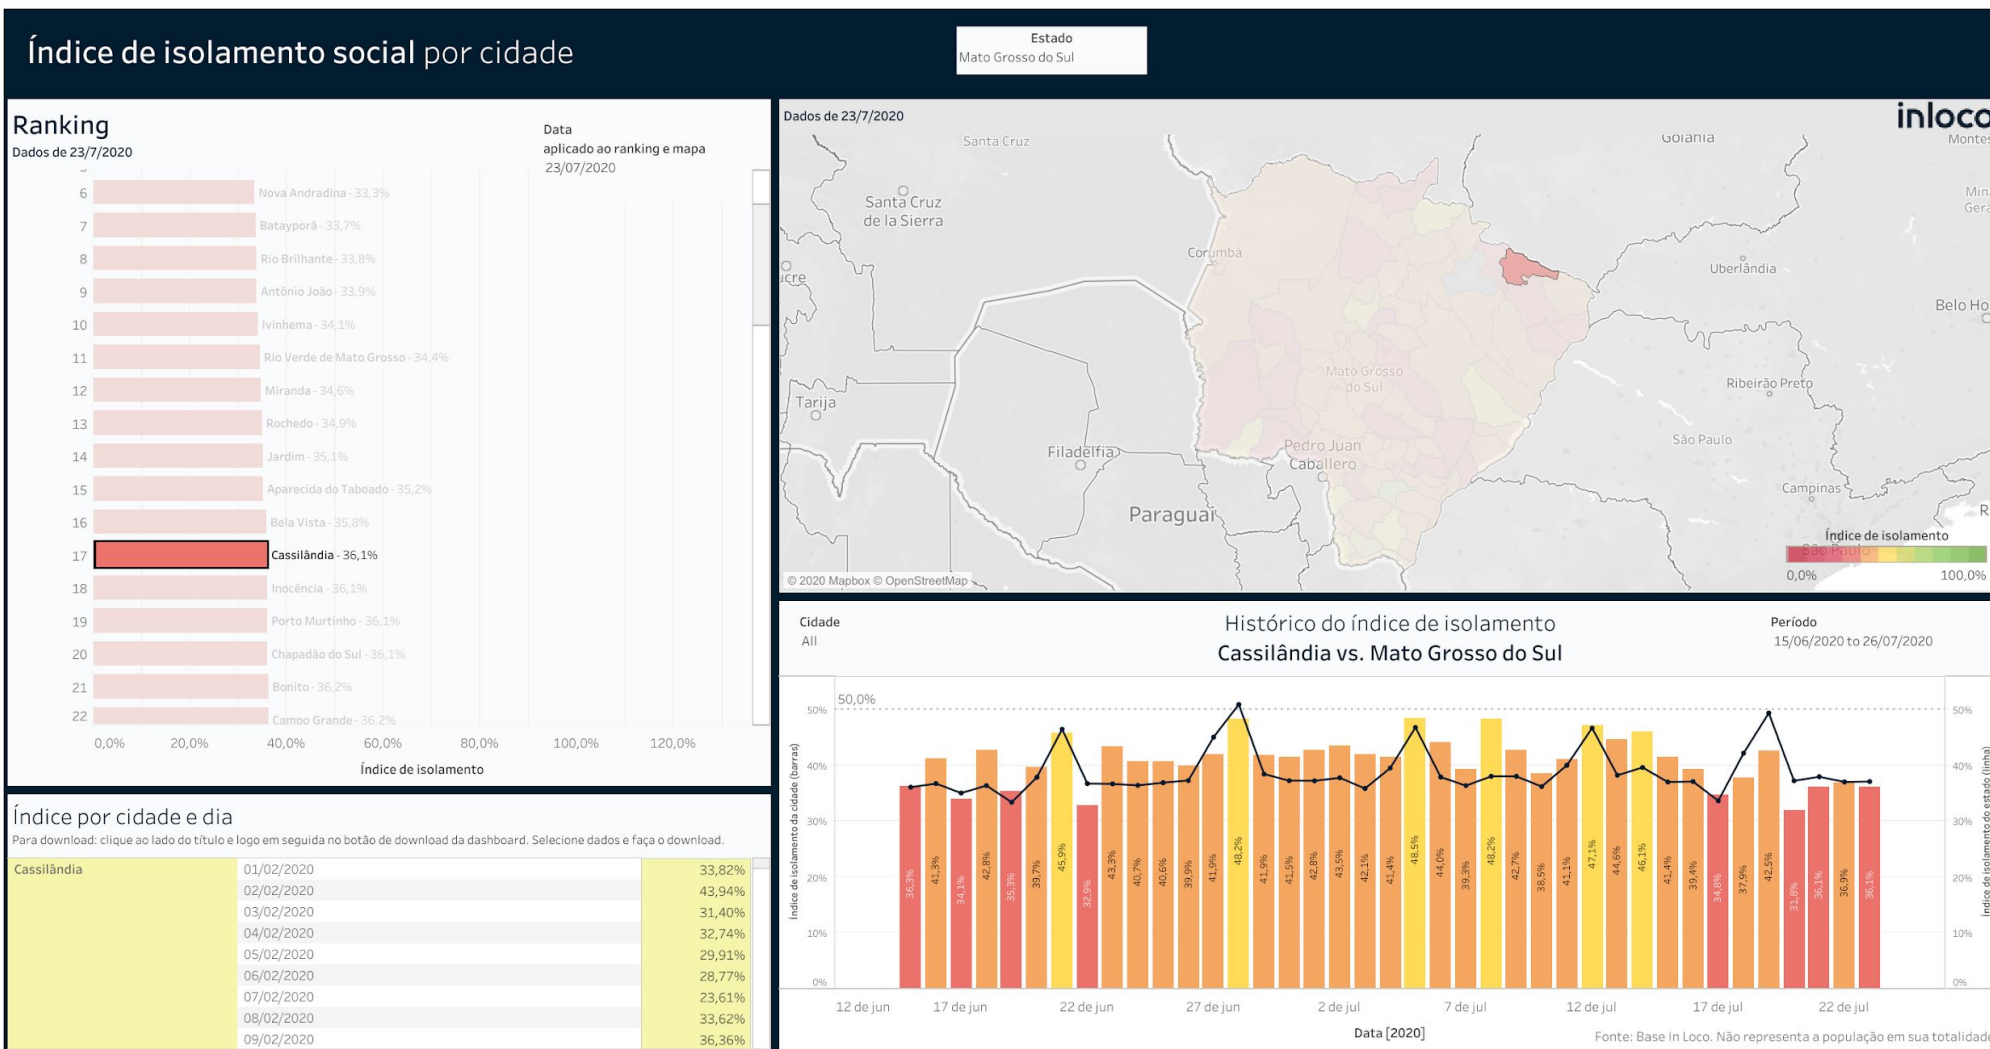 Índice de isolamento social por cidade
Estado
Mato Grosso do Sul
Ranking
Dados de 23/7/2020
Data
aplicado ao ranking e mapa
23/07/2020
6 Nova Andradina - 33,3%
7 Batayporã - 33,7%
8 Rio Brilhante - 33,8%
9 Antônio João - 33,9%
10 Ivinhema - 34,1%
11 Rio Verde de Mato Grosso - 34,4%
12 Miranda - 34,6%
13 Rochedo - 34,9%
14 Jardim - 35,1%
15 Aparecida do Taboado - 35,2%
16 Bela Vista - 35,8%
17 Cassilândia - 36,1%
18 Inocência - 36,1%
19 Porto Murtinho - 36,1%
20 Chapadão do Sul - 36,1%
21 Bonito - 36,2%
22 Campo Grande - 36,2%
0,0% 20,0% 40,0% 60,0% 80,0% 100,0% 120,0%
Índice de isolamento
Índice por cidade e dia
Para download: clique ao lado do título e logo em seguida no botão de download da dashboard. Selecione dados e faça o download.
Cassilândia 01/02/2020 33,82%
02/02/2020 43,94%
03/02/2020 31,40%
04/02/2020 32,74%
05/02/2020 29,91%
06/02/2020 28,77%
07/02/2020 23,61%
08/02/2020 33,62%
09/02/2020 36,36%
Dados de 23/7/2020
inloco
Santa Cruz
Goiânia
Montes
Santa Cruz
de la Sierra
Min
Gera
Corumbá
ucre
Uberlândia
Belo Ho
Mato Grosso
do Sul
Ribeirão Preto
Tarija
São Paulo
Filadélfia
Pedro Juan
Caballero
Campinas
Paraguai
R
Índice de isolamento
São Paulo
0,0% 100,0%
© 2020 Mapbox © OpenStreetMap
Cidade
All
Histórico do índice de isolamento
Cassilândia vs. Mato Grosso do Sul
Período
15/06/2020 to 26/07/2020
50,0%
50%
40%
30%
20%
10%
0%
Índice de isolamento da cidade (barras)
36,3% 41,3% 34,1% 42,8% 35,3% 39,7% 45,9% 32,9% 43,3% 40,7% 40,6% 39,9% 41,9% 48,2% 41,9% 41,5% 42,8% 43,5% 42,1% 41,4% 48,5% 44,0% 39,3% 48,2% 42,7% 38,5% 41,1% 47,1% 44,6% 46,1% 41,4% 39,4% 34,8% 37,9% 42,5% 31,8% 36,1% 36,9% 36,1%
50%
40%
30%
20%
10%
0%
Índice de isolamento do estado (linha)
12 de jun 17 de jun 22 de jun 27 de jun 2 de jul 7 de jul 12 de jul 17 de jul 22 de jul
Data [2020]
Fonte: Base In Loco. Não representa a população em sua totalidade